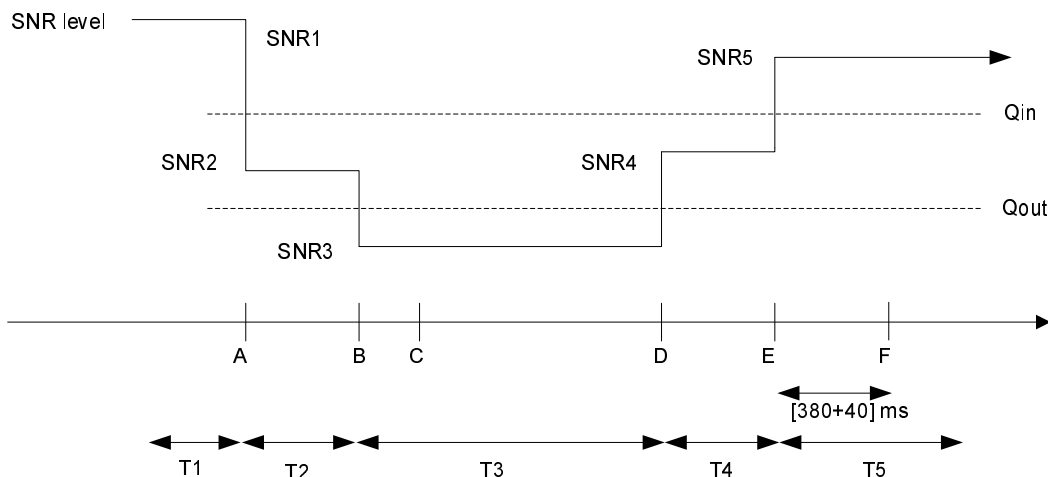 SNR level
SNR1
SNR5
Qin
SNR2
SNR4
Qout
SNR3
A B C D E F
[380+40] ms
T1 T2 T3 T4 T5